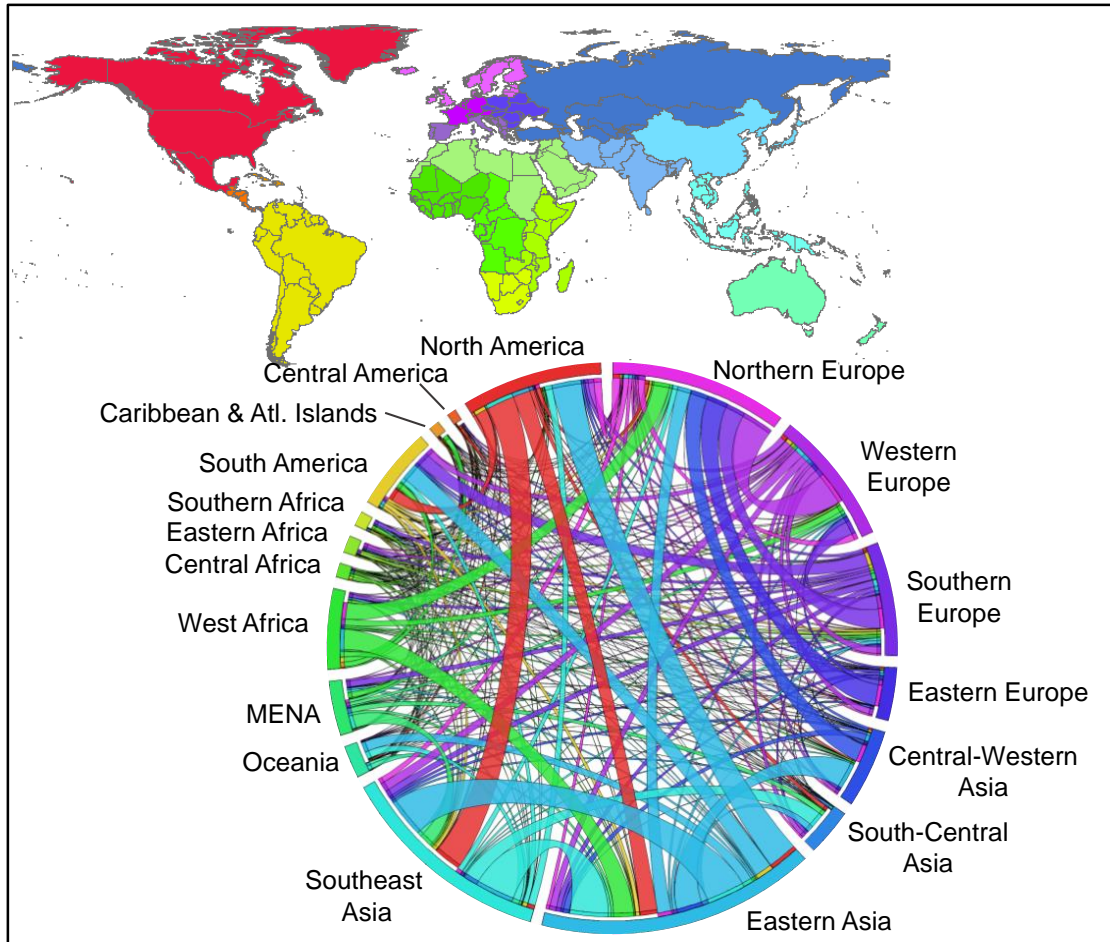 North America
Northern Europe
Central America
Caribbean & Atl. Islands
Western
Europe
South America
Southern Africa
Eastern Africa
Central Africa
Southern
Europe
West Africa
Eastern Europe
MENA
Oceania
Central-Western
Asia
South-Central
Asia
Southeast
Asia
Eastern Asia